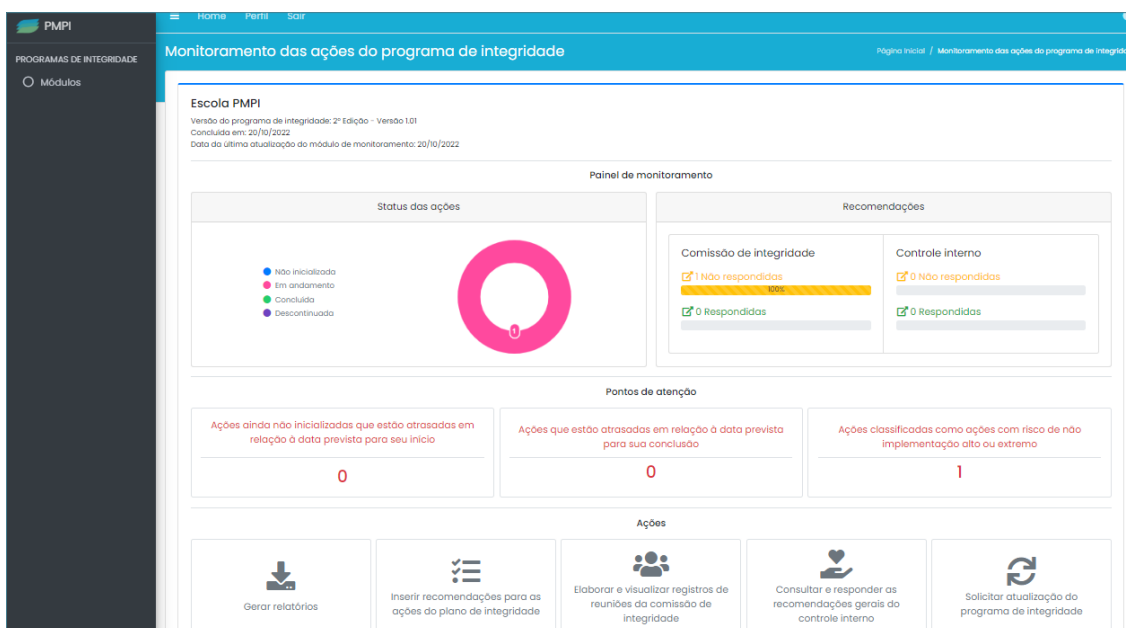 PMPI
Home Perfil Sair
PROGRAMAS DE INTEGRIDADE
Módulos
Monitoramento das ações do programa de integridade
Página Inicial / Monitoramento das ações do programa de
Escola PMPI
Versão do programa de integridade: 2ª Edição - Versão 1.01
Concluída em: 20/10/2022
Data da última atualização do módulo de monitoramento: 20/10/2022
Painel de monitoramento
Status das ações
Não inicializada
Em andamento
Concluída
Descontinuada
1
Recomendações
Comissão de integridade
1 Não respondidas
100%
0 Respondidas
Controle interno
0 Não respondidas
0 Respondidas
Pontos de atenção
Ações ainda não inicializadas que estão atrasadas em
relação à data prevista para seu início
0
Ações que estão atrasadas em relação à data prevista
para sua conclusão
0
Ações classificadas como ações com risco de não
implementação alto ou extremo
1
Ações
Gerar relatórios
Inserir recomendações para as
ações do plano de integridade
Elaborar e visualizar registros de
reuniões da comissão de
integridade
Consultar e responder as
recomendações gerais do
controle interno
Solicitar atualização do
programa de integridade